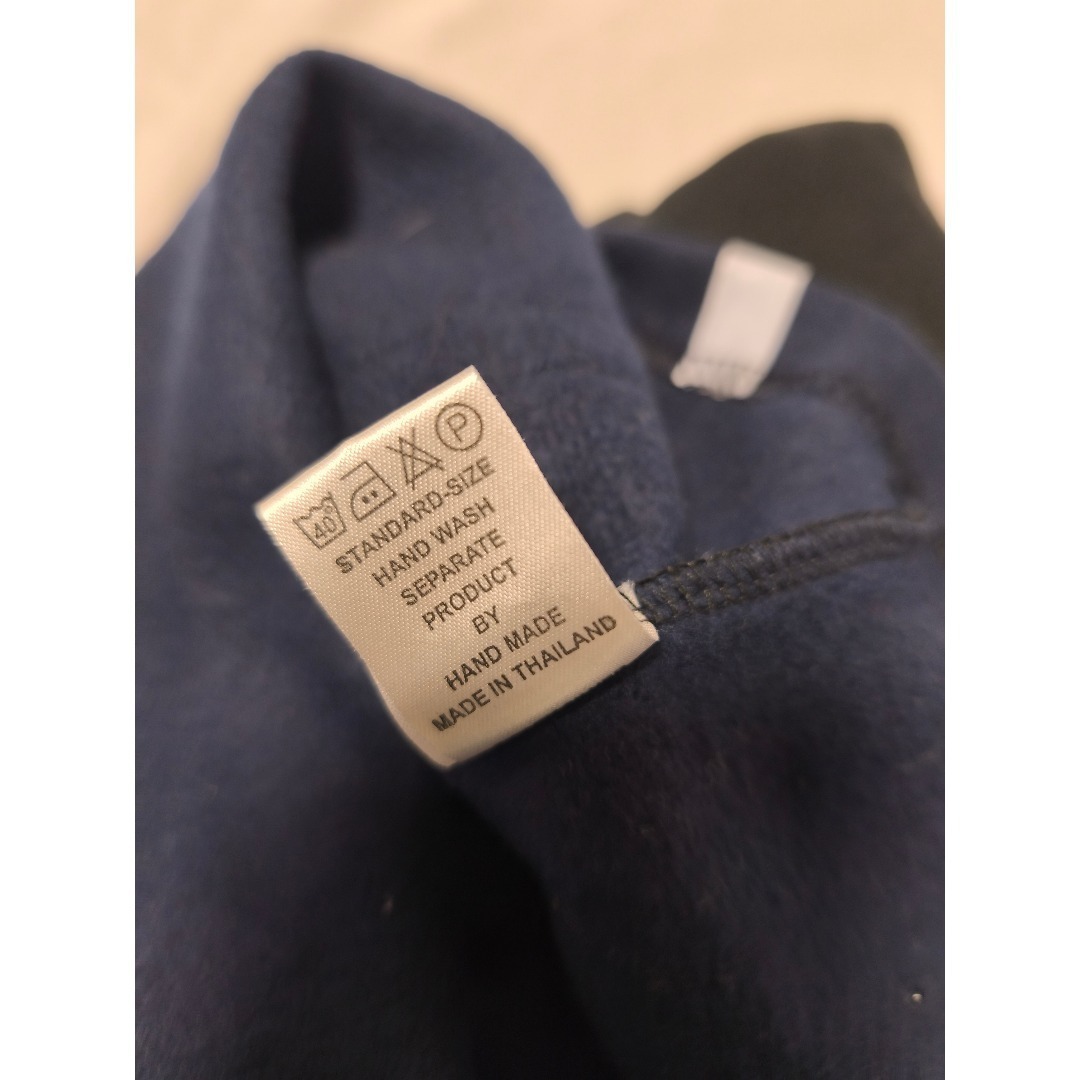 40° P
STANDARD-SIZE
HAND WASH
SEPARATE
PRODUCT
BY
HAND MADE
MADE IN THAILAND